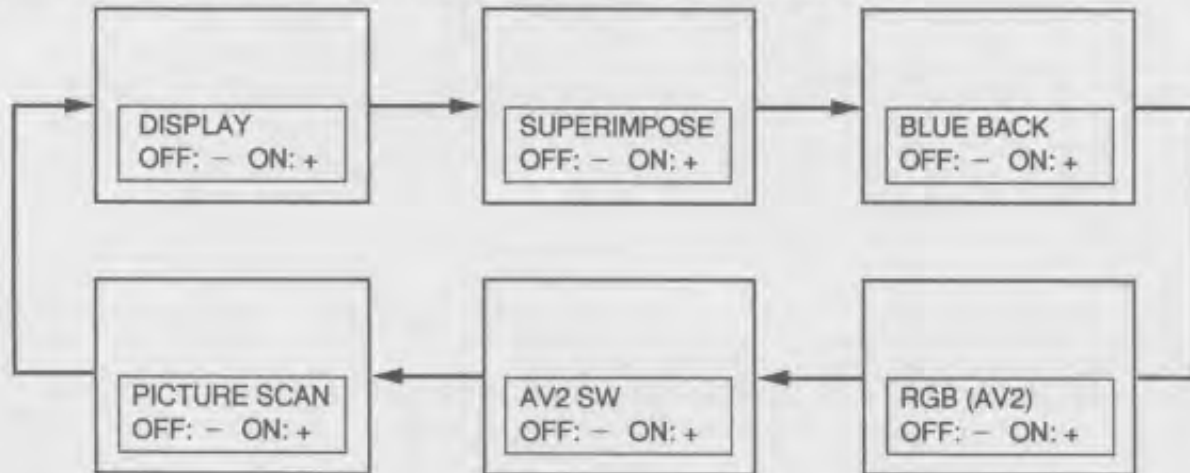 DISPLAY
OFF: − ON: +
SUPERIMPOSE
OFF: − ON: +
BLUE BACK
OFF: − ON: +
RGB (AV2)
OFF: − ON: +
AV2 SW
OFF: − ON: +
PICTURE SCAN
OFF: − ON: +